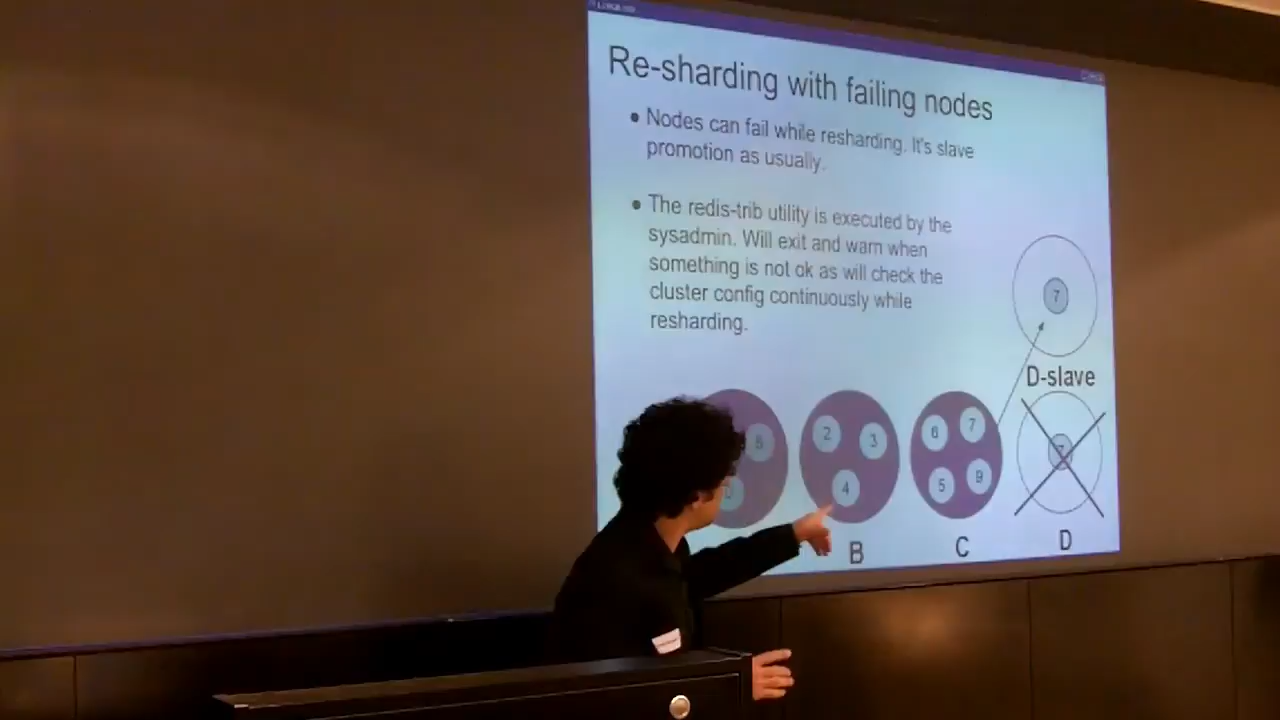 Re-sharding with failing nodes
● Nodes can fail while resharding. It's slave
promotion as usually.
● The redis-trib utility is executed by the
sysadmin. Will exit and warn when
something is not ok as will check the
cluster config continuously while
resharding.
7
D-slave
2
3
4
6
7
5
9
7
B
C
D